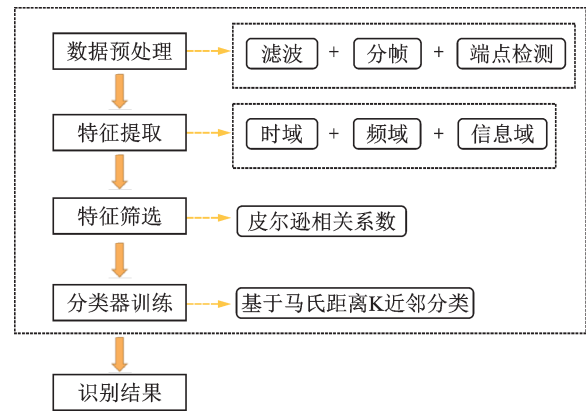 数据预处理
滤波 + 分帧 + 端点检测
特征提取
时域 + 频域 + 信息域
特征筛选
皮尔逊相关系数
分类器训练
基于马氏距离K近邻分类
识别结果